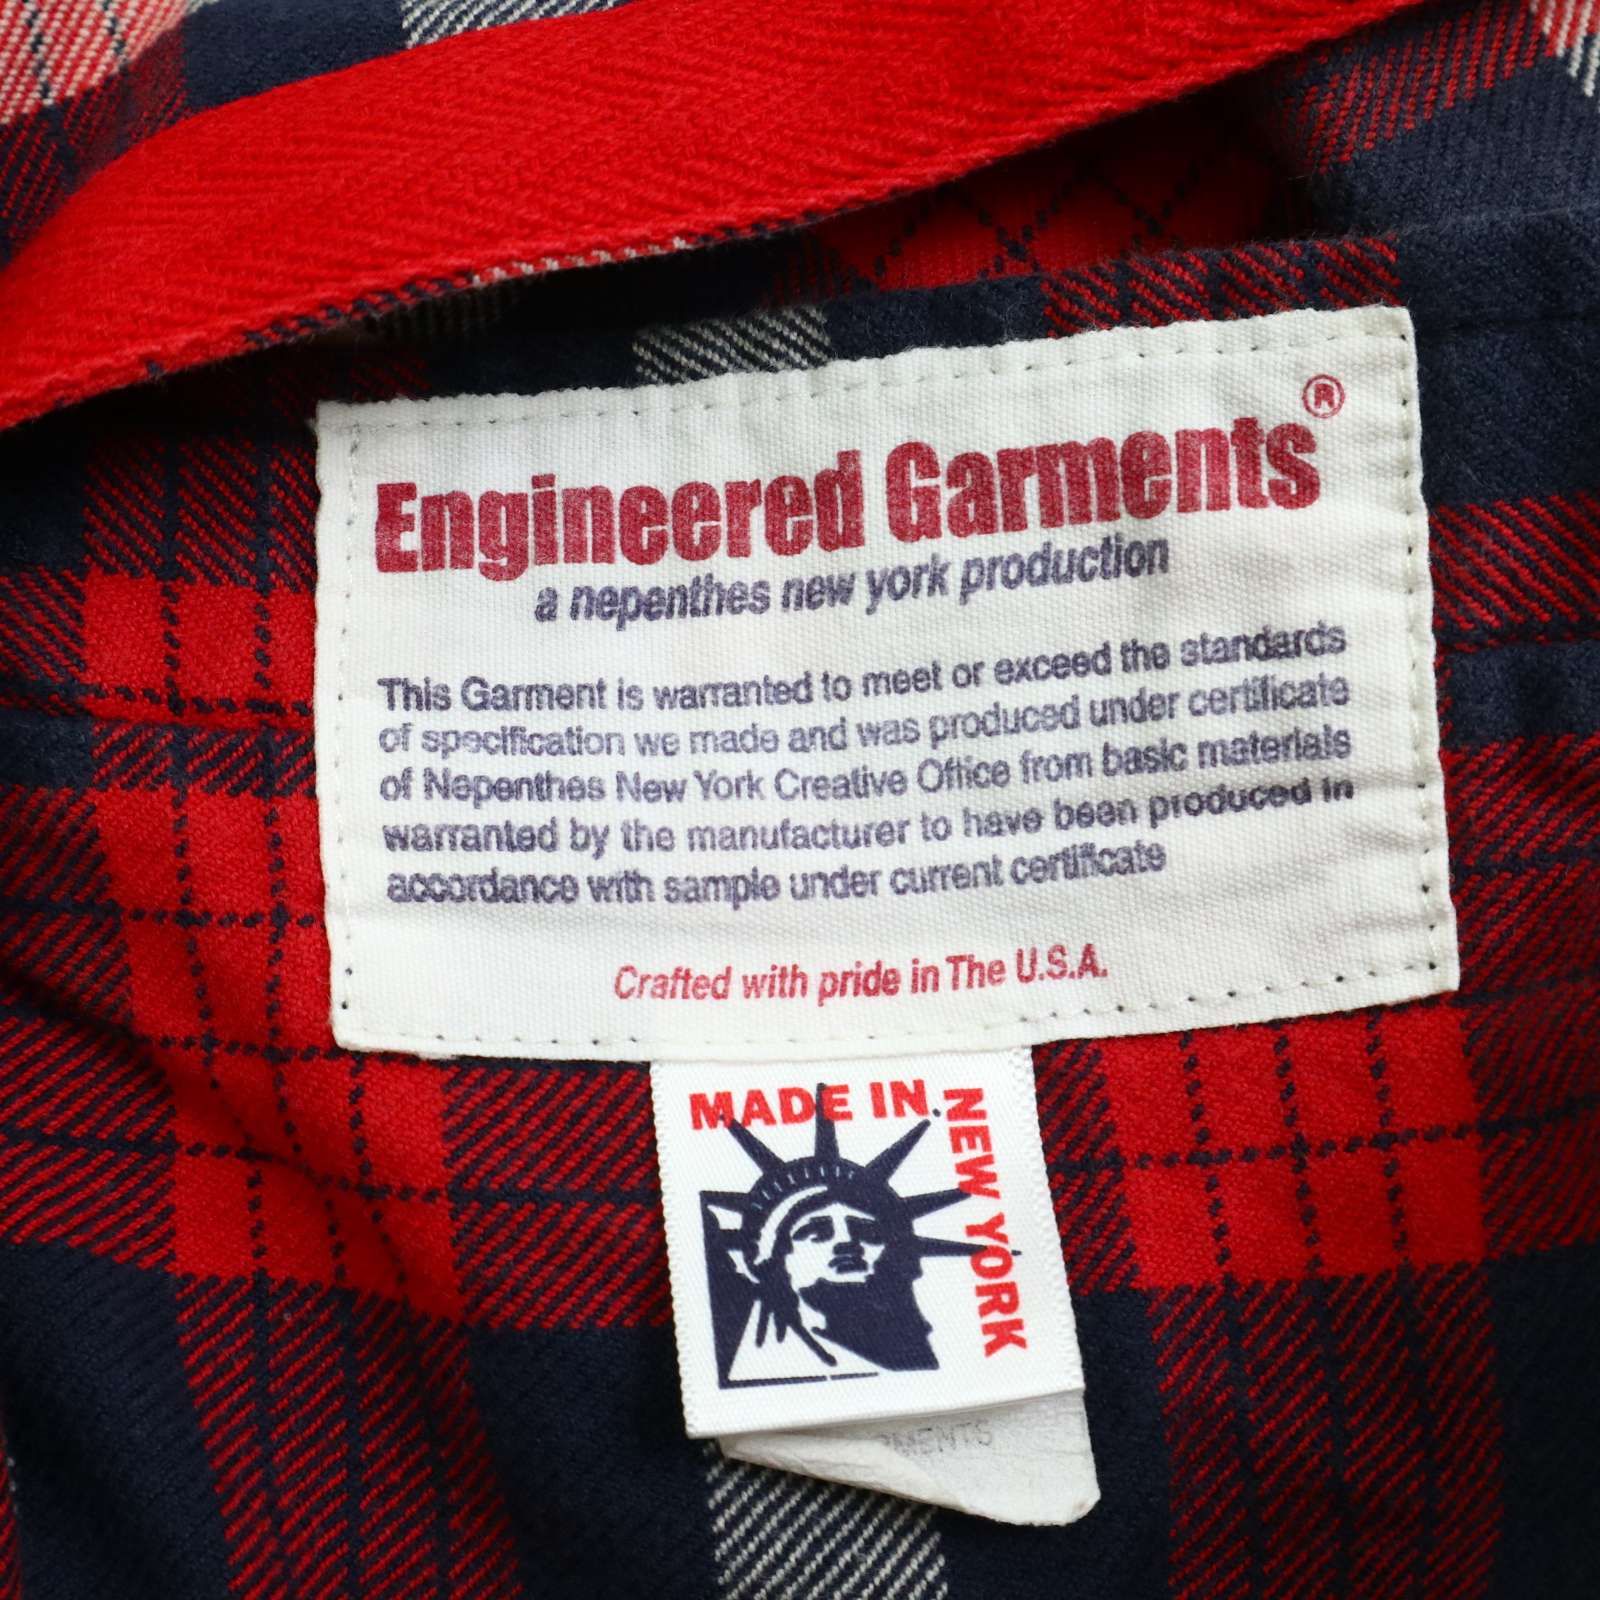 Engineered Garments®
a nepenthes new york production
This Garment is warranted to meet or exceed the standards
of specification we made and was produced under certificate
of Nepenthes New York Creative Office from basic materials
warranted by the manufacturer to have been produced in
accordance with sample under current certificate
Crafted with pride in The U.S.A.
MADE IN
NEW YORK